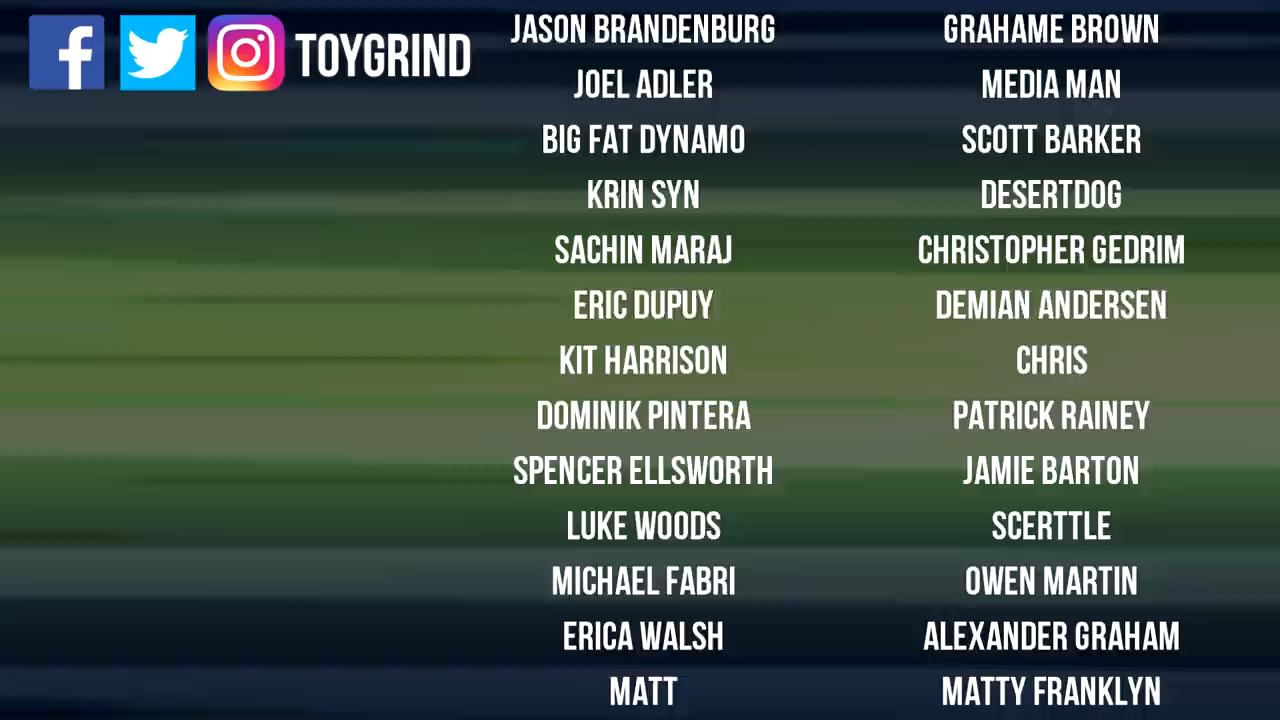 TOYGRIND
JASON BRANDENBURG
JOEL ADLER
BIG FAT DYNAMO
KRIN SYN
SACHIN MARAJ
ERIC DUPUY
KIT HARRISON
DOMINIK PINTERA
SPENCER ELLSWORTH
LUKE WOODS
MICHAEL FABRI
ERICA WALSH
MATT
GRAHAME BROWN
MEDIA MAN
SCOTT BARKER
DESERTDOG
CHRISTOPHER GEDRIM
DEMIAN ANDERSEN
CHRIS
PATRICK RAINEY
JAMIE BARTON
SCERTTLE
OWEN MARTIN
ALEXANDER GRAHAM
MATTY FRANKLYN